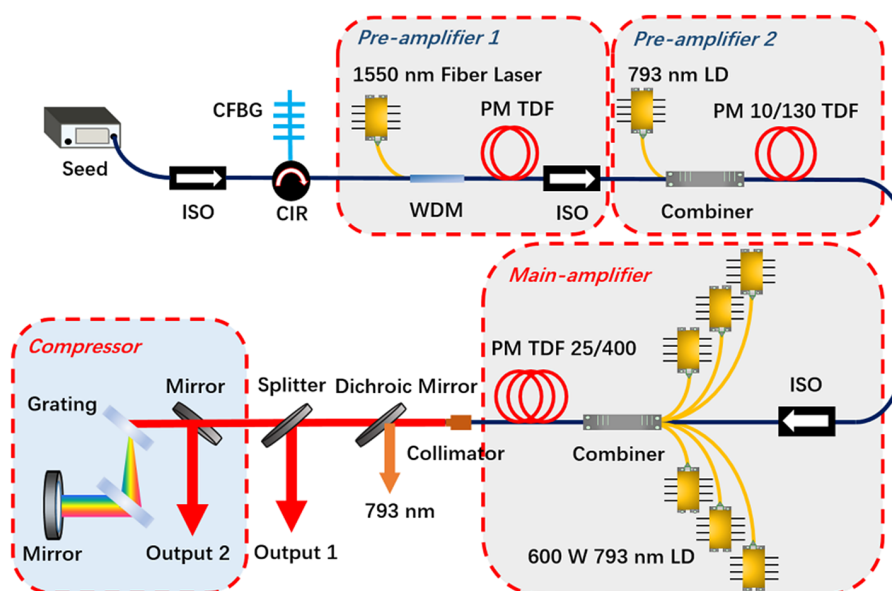 Pre-amplifier 1
Pre-amplifier 2
1550 nm Fiber Laser
793 nm LD
CFBG
PM TDF
PM 10/130 TDF
Seed
ISO
CIR
WDM
ISO
Combiner
Main-amplifier
Compressor
PM TDF 25/400
Mirror
Splitter
Dichroic Mirror
ISO
Grating
Collimator
Combiner
793 nm
Mirror
Output 2
Output 1
600 W 793 nm LD